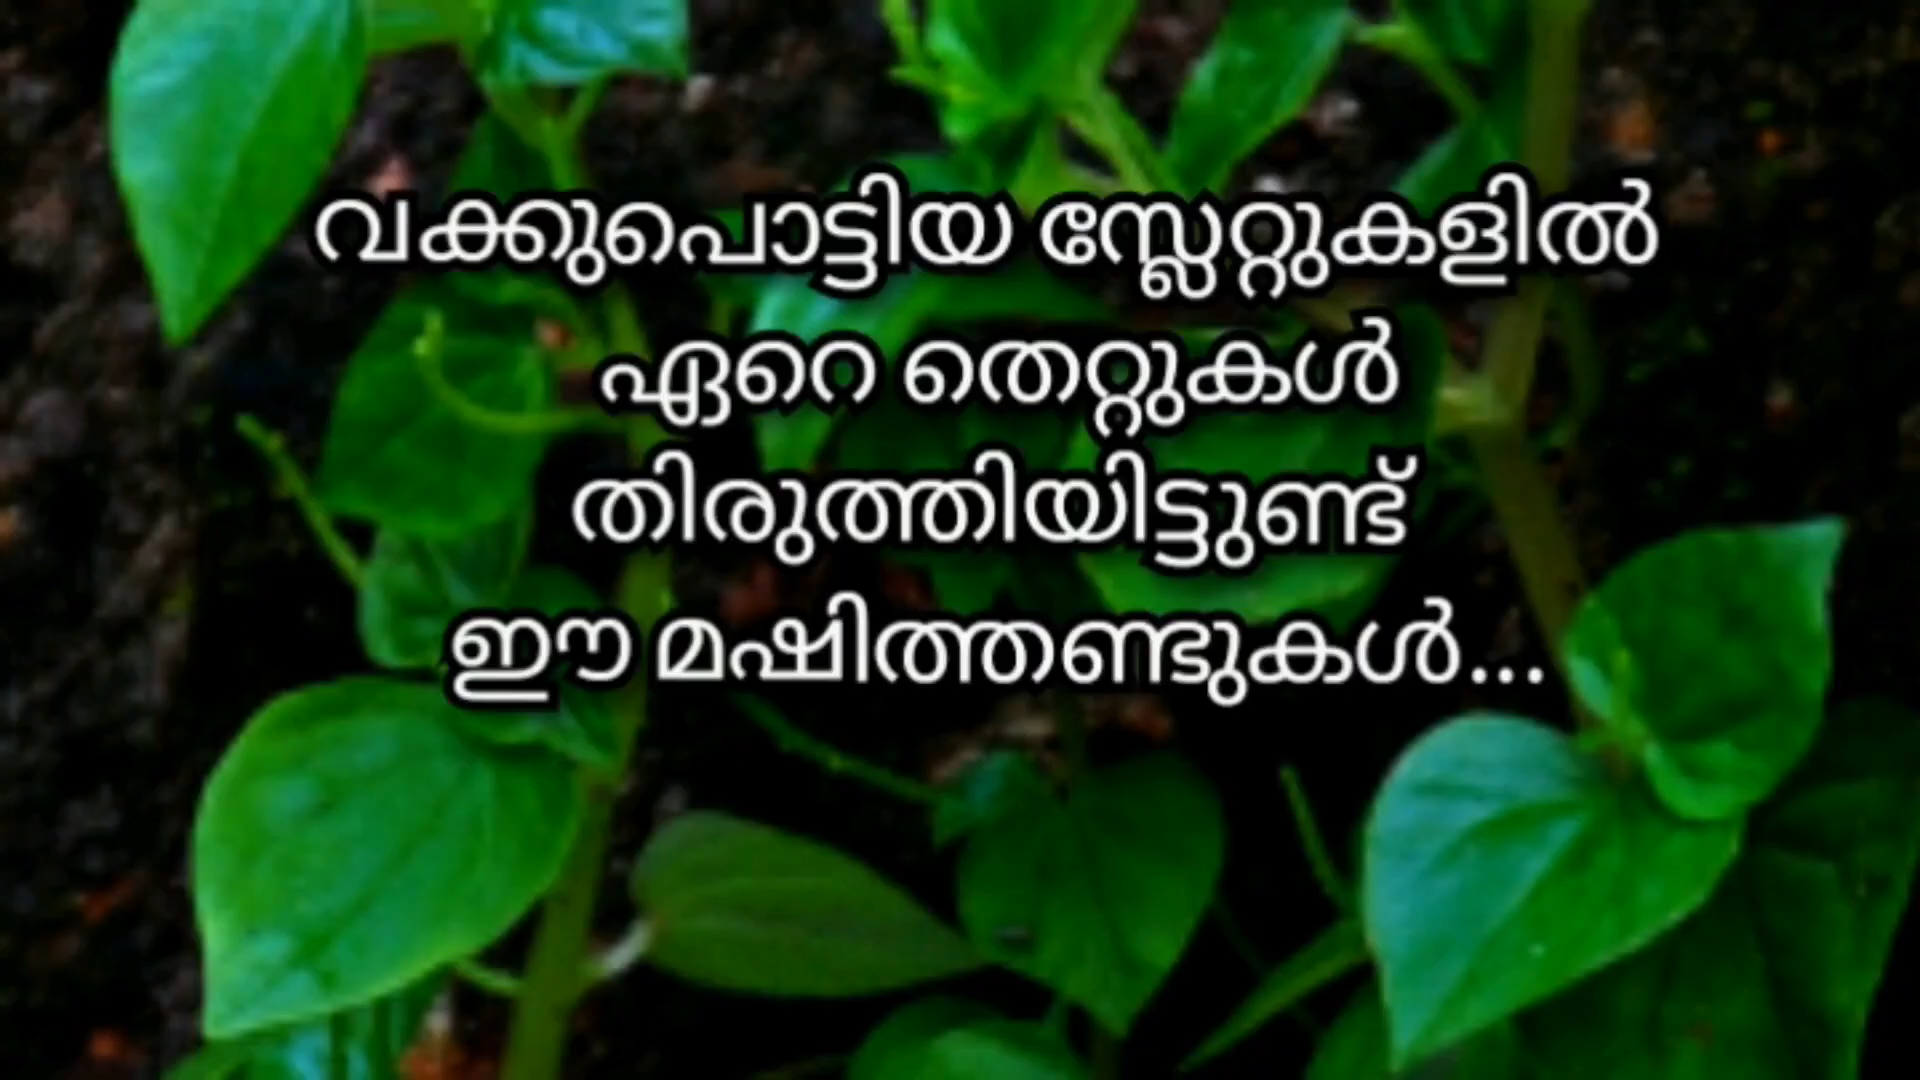 വക്കുപൊട്ടിയ സ്ലേറ്റുകളിൽ
ഏറെ തെറ്റുകൾ
തിരുത്തിയിട്ടുണ്ട്
ഈ മഷിത്തണ്ടുകൾ...